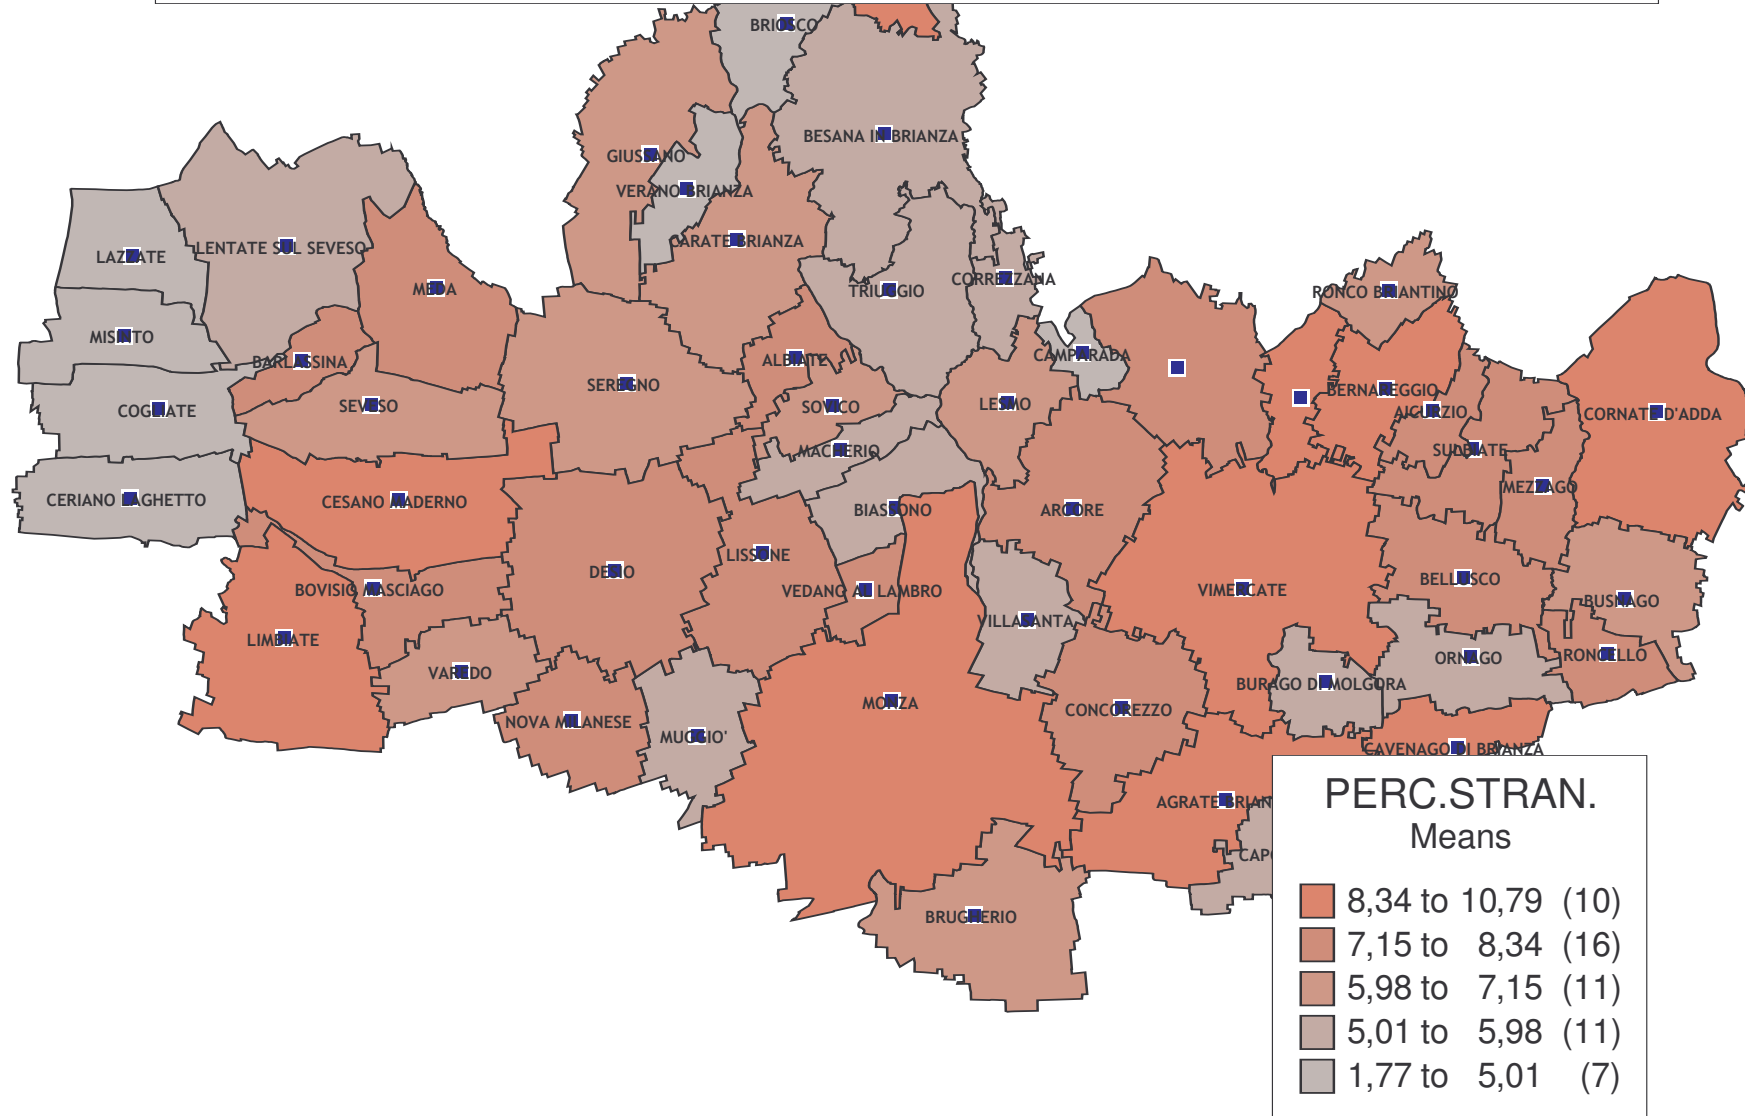 BRIOSCO
BESANA IN BRIANZA
GIUSSANO
VERANO BRIANZA
CARATE BRIANZA
LENTATE SUL SEVESO
LAZZATE
MEDA
TRIUGGIO
CORREZZANA
RONCO BRIANTINO
MISINTO
BARLASSINA
ALBIATE
CAMPARADA
SEREGNO
BERNAREGGIO
COGLIATE
SEVESO
SOVICO
LESMO
AICURZIO
CORNATE D'ADDA
MACHERIO
SULBIATE
MEZZAGO
CERIANO LAGHETTO
CESANO MADERNO
BIASSONO
ARCORE
LISSONE
DESIO
BELLUSCO
BOVISIO MASCIAGO
VEDANO AL LAMBRO
VIMERCATE
BUSNAGO
VILLASANTA
LIMBIATE
ORNAGO
RONCELLO
VAREDO
BURAGO DI MOLGORA
MONZA
CONCOREZZO
NOVA MILANESE
MUGGIO'
CAVENAGO DI BRIANZA
AGRATE BRIAN
CAP
BRUGHERIO
PERC.STRAN.
Means
8,34 to 10,79 (10)
7,15 to 8,34 (16)
5,98 to 7,15 (11)
5,01 to 5,98 (11)
1,77 to 5,01 (7)